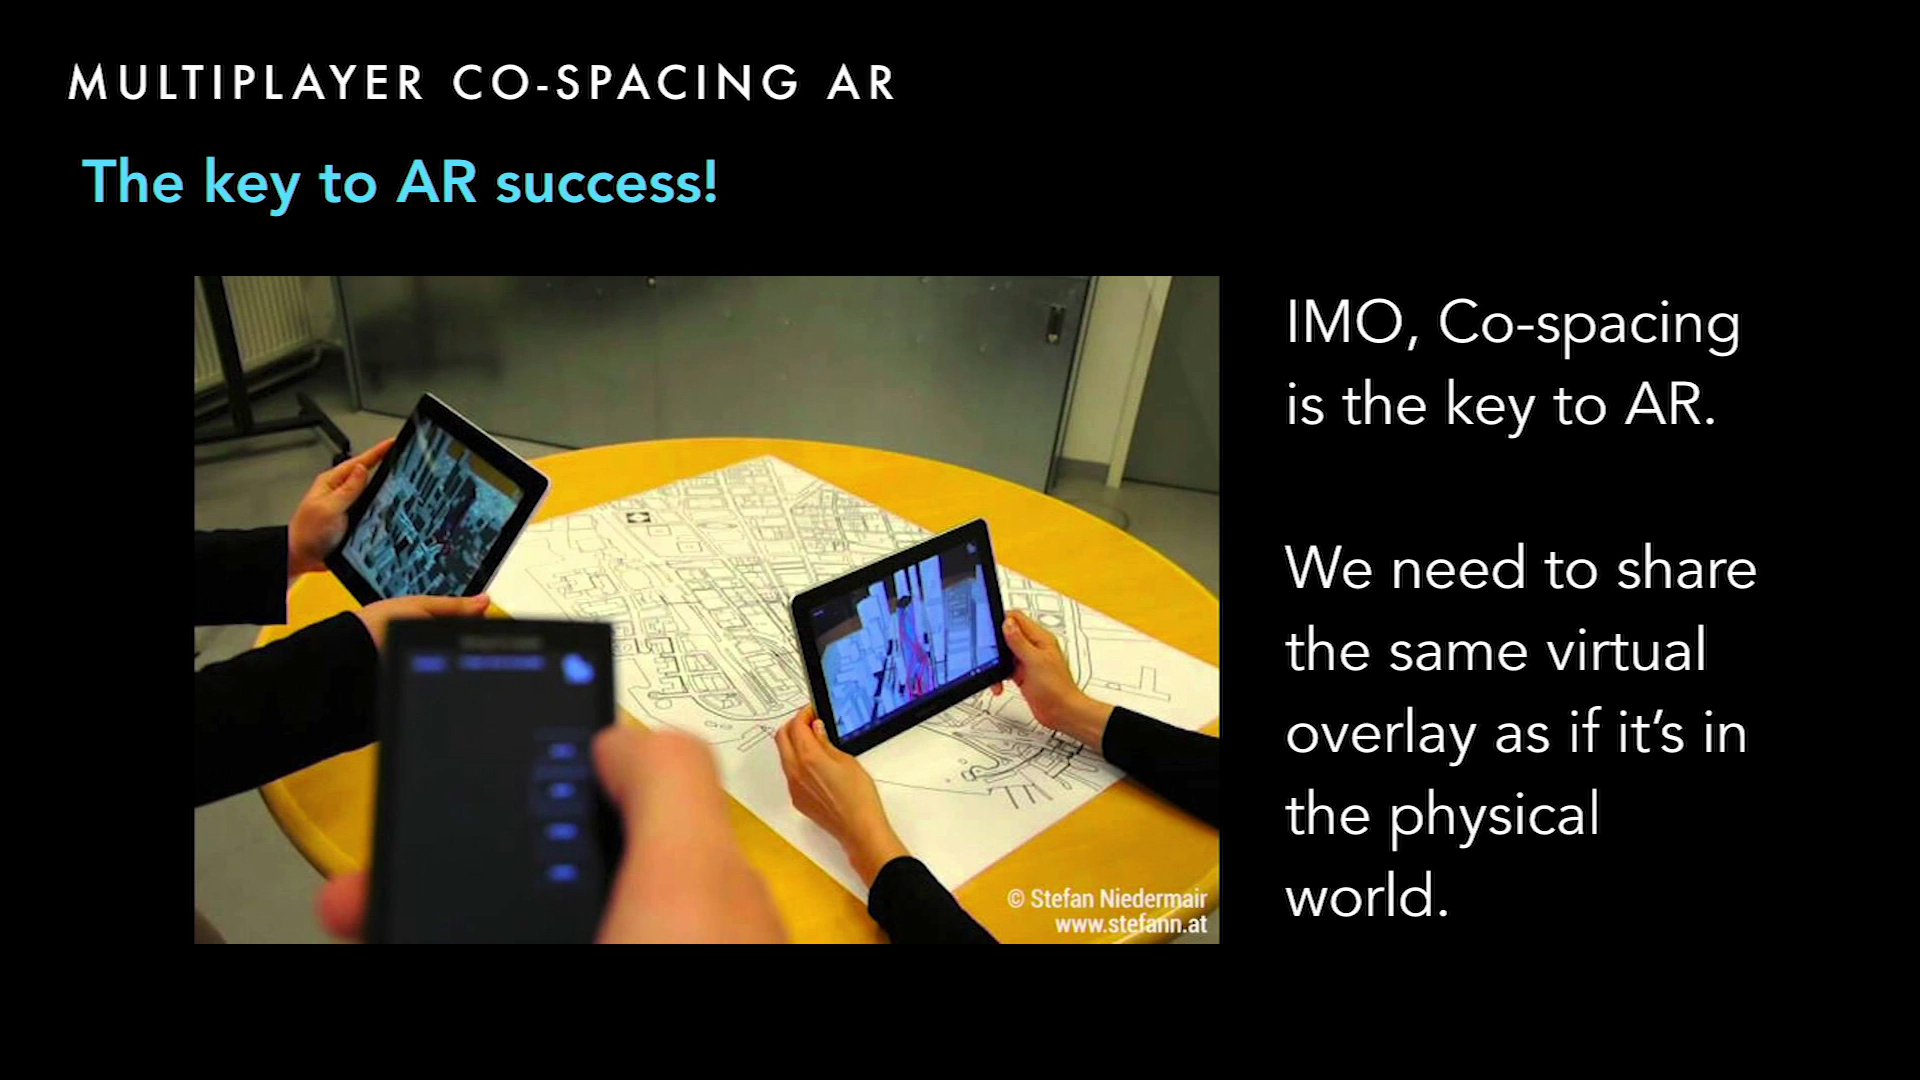 MULTIPLAYER CO-SPACING AR
The key to AR success!
IMO, Co-spacing
is the key to AR.
We need to share
the same virtual
overlay as if it's in
the physical
world.
© Stefan Niedermair
www.stefann.at